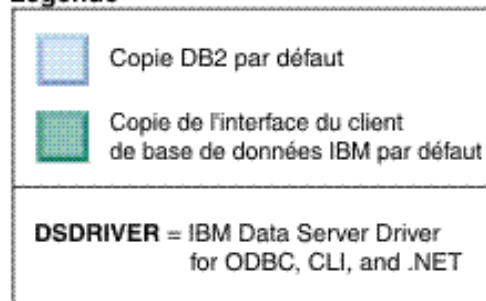 Légende
Copie DB2 par défaut
Copie de l'interface du client
de base de données IBM par défaut
DSDRIVER = IBM Data Server Driver
for ODBC, CLI, and .NET